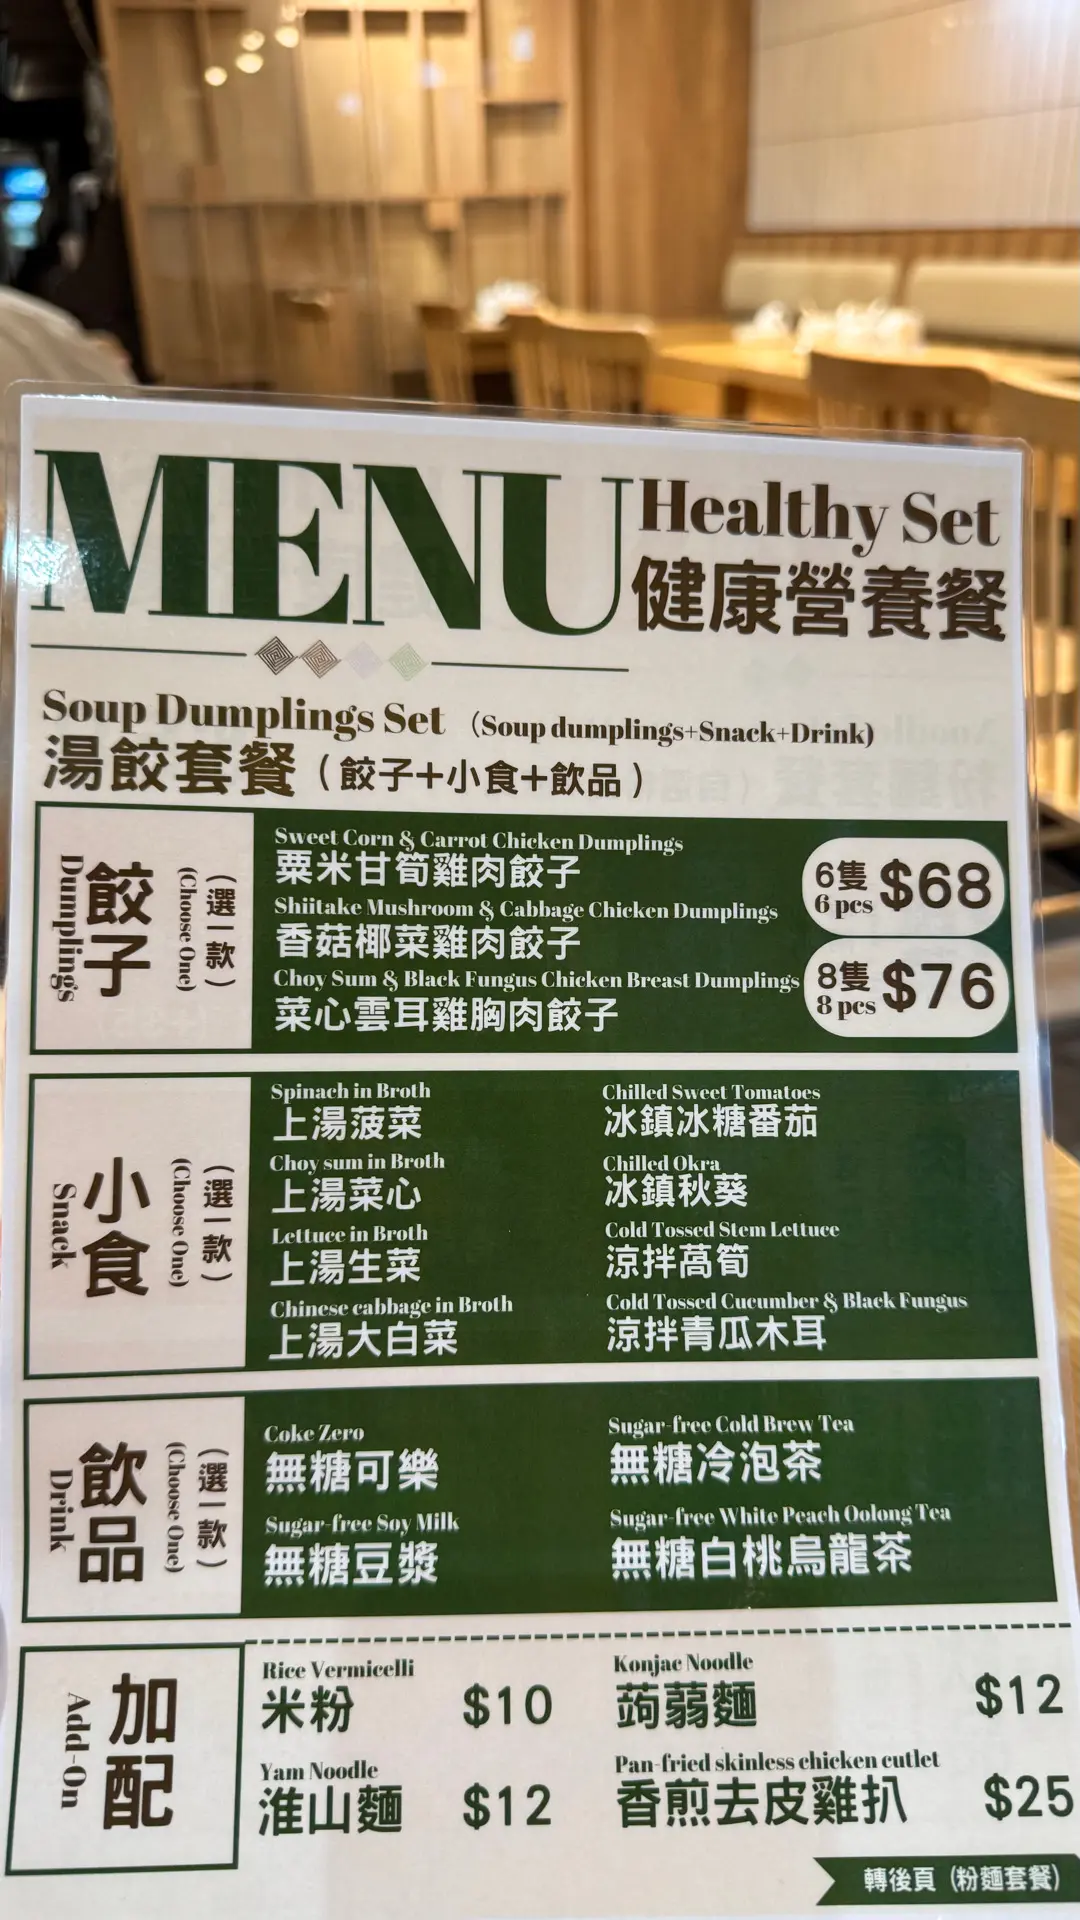 MENU
Healthy Set
健康營養餐
Soup Dumplings Set (Soup dumplings+Snack+Drink)
湯餃套餐（餃子+小食+飲品）
餃子
Dumplings
（選一款）
(Choose One)
Sweet Corn & Carrot Chicken Dumplings
粟米甘筍雞肉餃子
Shiitake Mushroom & Cabbage Chicken Dumplings
香菇椰菜雞肉餃子
Choy Sum & Black Fungus Chicken Breast Dumplings
菜心雲耳雞胸肉餃子
6隻 $68
6 pcs
8隻 $76
8 pcs
小食
Snack
（選一款）
(Choose One)
Spinach in Broth
上湯菠菜
Choy sum in Broth
上湯菜心
Lettuce in Broth
上湯生菜
Chinese cabbage in Broth
上湯大白菜
Chilled Sweet Tomatoes
冰鎮冰糖番茄
Chilled Okra
冰鎮秋葵
Cold Tossed Stem Lettuce
涼拌萵筍
Cold Tossed Cucumber & Black Fungus
涼拌青瓜木耳
飲品
Drink
（選一款）
(Choose One)
Coke Zero
無糖可樂
Sugar-free Soy Milk
無糖豆漿
Sugar-free Cold Brew Tea
無糖冷泡茶
Sugar-free White Peach Oolong Tea
無糖白桃烏龍茶
加配
Add-On
Rice Vermicelli
米粉 $10
Yam Noodle
淮山麵 $12
Konjac Noodle
蒟蒻麵 $12
Pan-fried skinless chicken cutlet
香煎去皮雞扒 $25
轉後頁（粉麵套餐）